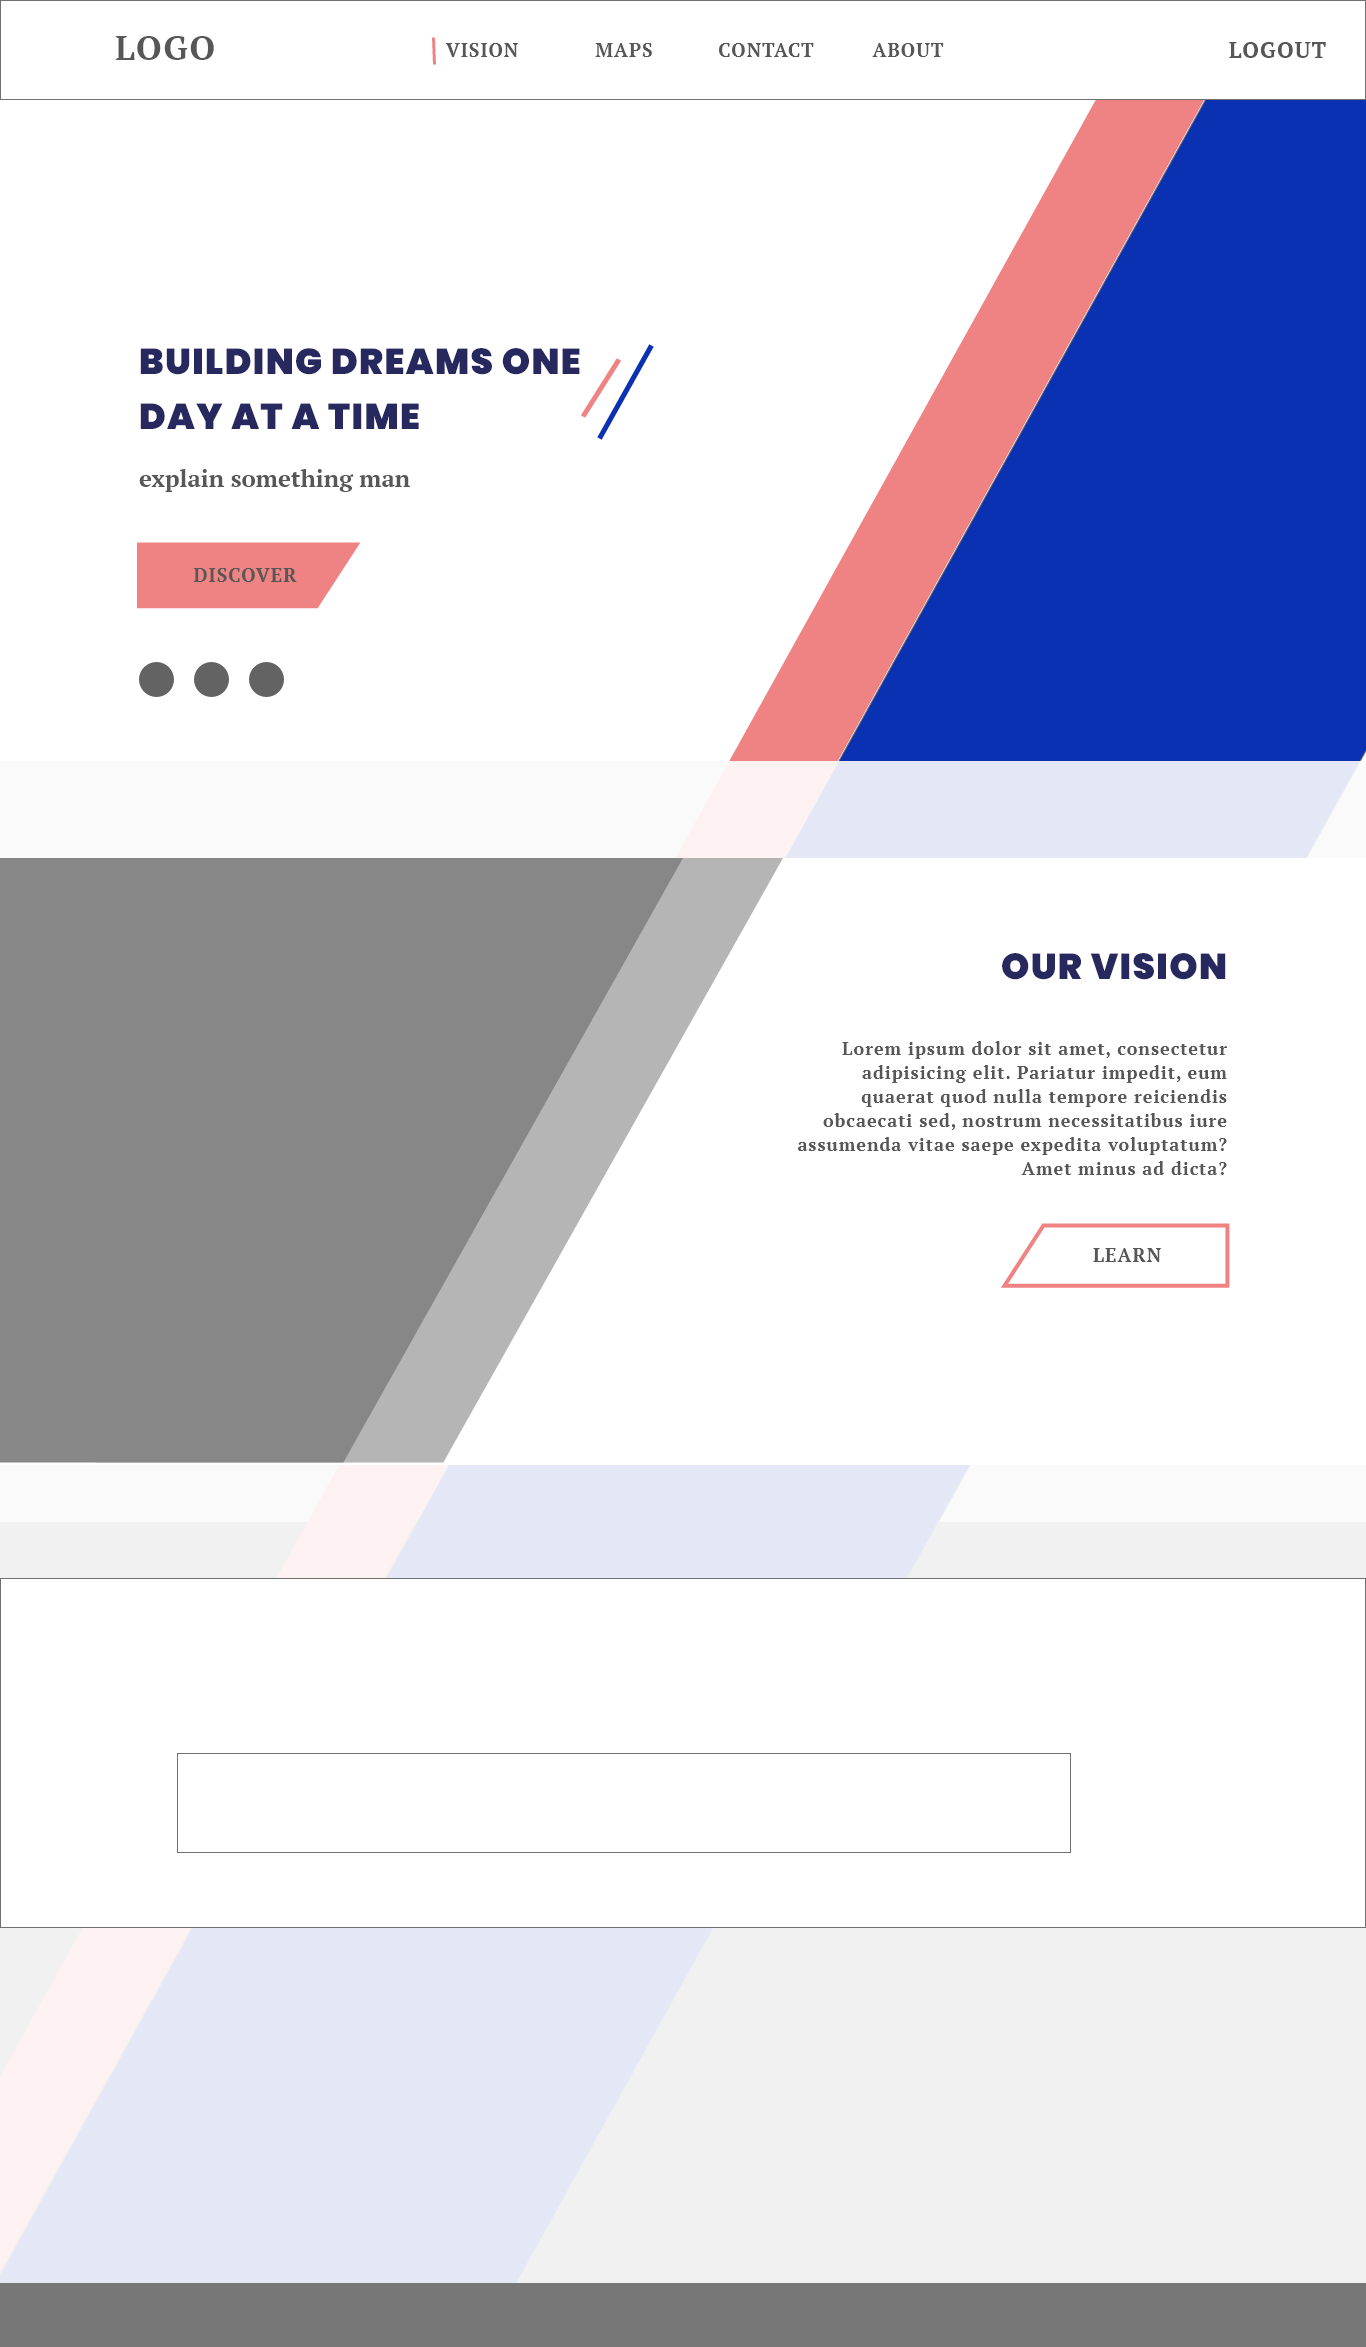 LOGO
VISION
MAPS
CONTACT
ABOUT
LOGOUT
BUILDING DREAMS ONE
DAY AT A TIME
explain something man
DISCOVER
OUR VISION
Lorem ipsum dolor sit amet, consectetur
adipisicing elit. Pariatur impedit, eum
quaerat quod nulla tempore reiciendis
obcaecati sed, nostrum necessitatibus iure
assumenda vitae saepe expedita voluptatum?
Amet minus ad dicta?
LEARN